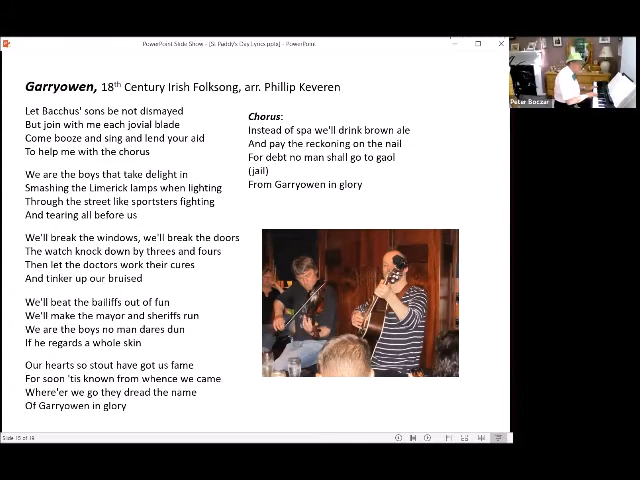 PowerPoint Slide Show - [St Paddy's Day Lyrics.pptx] - PowerPoint
Garryowen, 18th Century Irish Folksong, arr. Phillip Keveren
Let Bacchus' sons be not dismayed
But join with me each jovial blade
Come booze and sing and lend your aid
To help me with the chorus
We are the boys that take delight in
Smashing the Limerick lamps when lighting
Through the street like sportsters fighting
And tearing all before us
We'll break the windows, we'll break the doors
The watch knock down by threes and fours
Then let the doctors work their cures
And tinker up our bruised
We'll beat the bailiffs out of fun
We'll make the mayor and sheriffs run
We are the boys no man dares dun
If he regards a whole skin
Our hearts so stout have got us fame
For soon 'tis known from whence we came
Where'er we go they dread the name
Of Garryowen in glory
Chorus:
Instead of spa we'll drink brown ale
And pay the reckoning on the nail
For debt no man shall go to gaol
(jail)
From Garryowen in glory
Peter Boczar
Slide 15 of 19